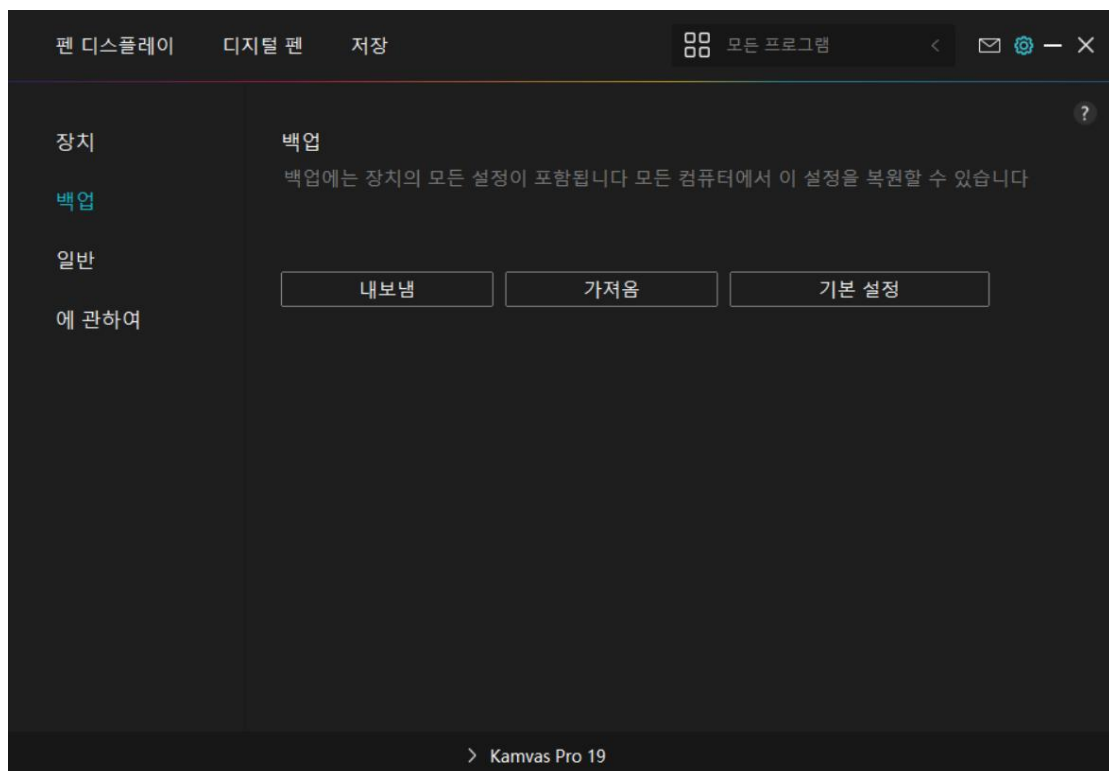 펜 디스플레이 디지털 펜 저장 모든 프로그램
?
장치
백업
일반
에 관하여
백업
백업에는 장치의 모든 설정이 포함됩니다 모든 컴퓨터에서 이 설정을 복원할 수 있습니다
내보냄 가져옴 기본 설정
Kamvas Pro 19